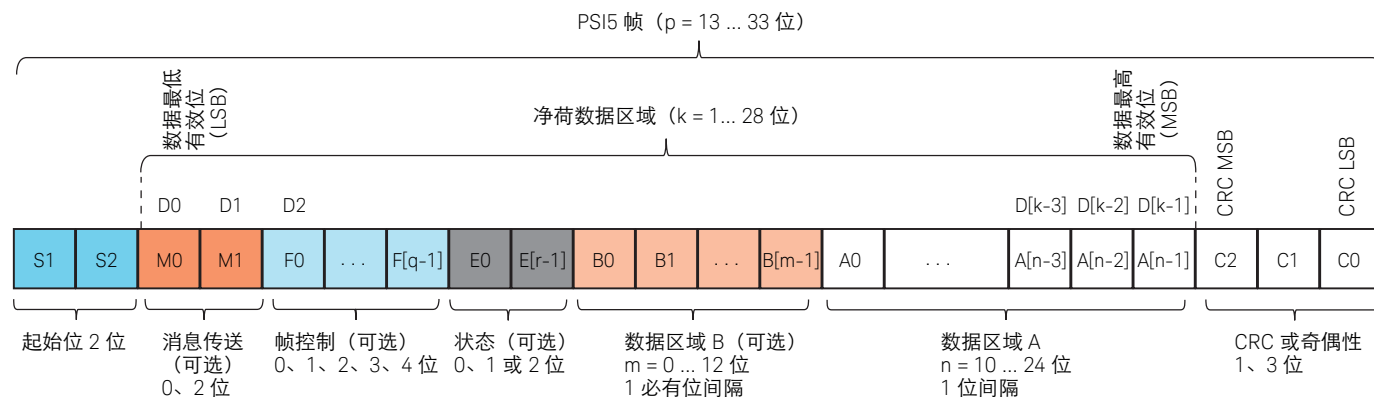 PSI5 帧（p = 13 ... 33 位）
数据最低
有效位
(LSB)
净荷数据区域（k = 1... 28 位）
数据最高
有效位
（MSB）
CRC MSB
CRC LSB
D0 D1 D2 D[k-3] D[k-2] D[k-1]
S1 S2 M0 M1 F0 ... F[q-1] E0 E[r-1] B0 B1 ... B[m-1] A0 ... A[n-3] A[n-2] A[n-1] C2 C1 C0
起始位 2 位
消息传送
（可选）
0、2 位
帧控制（可选）
0、1、2、3、4 位
状态（可选）
0、1 或 2 位
数据区域 B（可选）
m = 0 ... 12 位
1 必有位间隔
数据区域 A
n = 10 ... 24 位
1 位间隔
CRC 或奇偶性
1、3 位